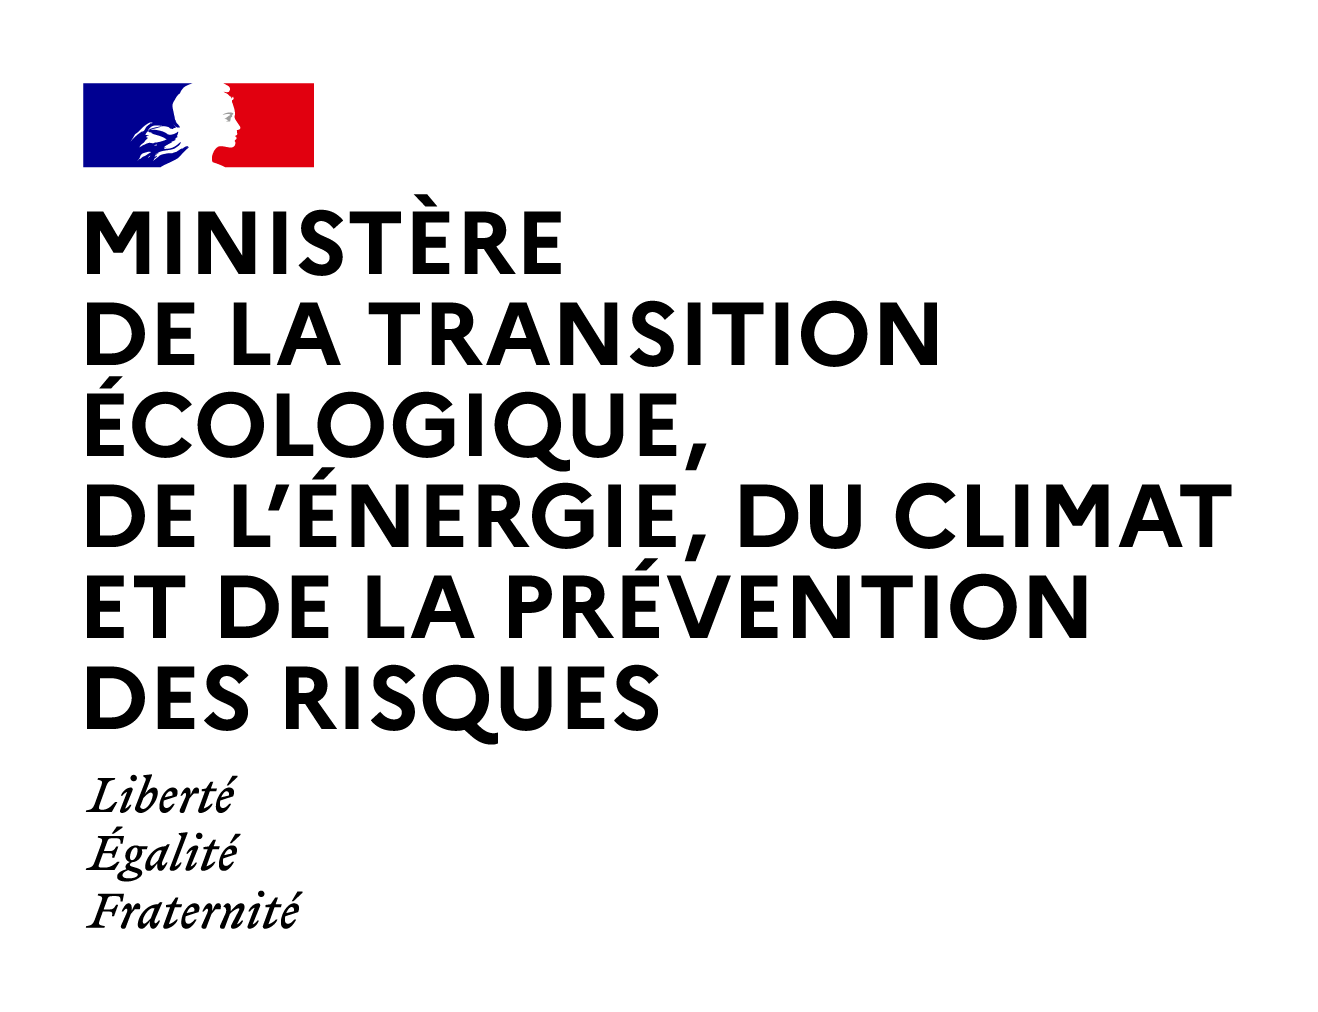 MINISTÈRE
DE LA TRANSITION
ÉCOLOGIQUE,
DE L’ÉNERGIE, DU CLIMAT
ET DE LA PRÉVENTION
DES RISQUES
Liberté
Égalité
Fraternité